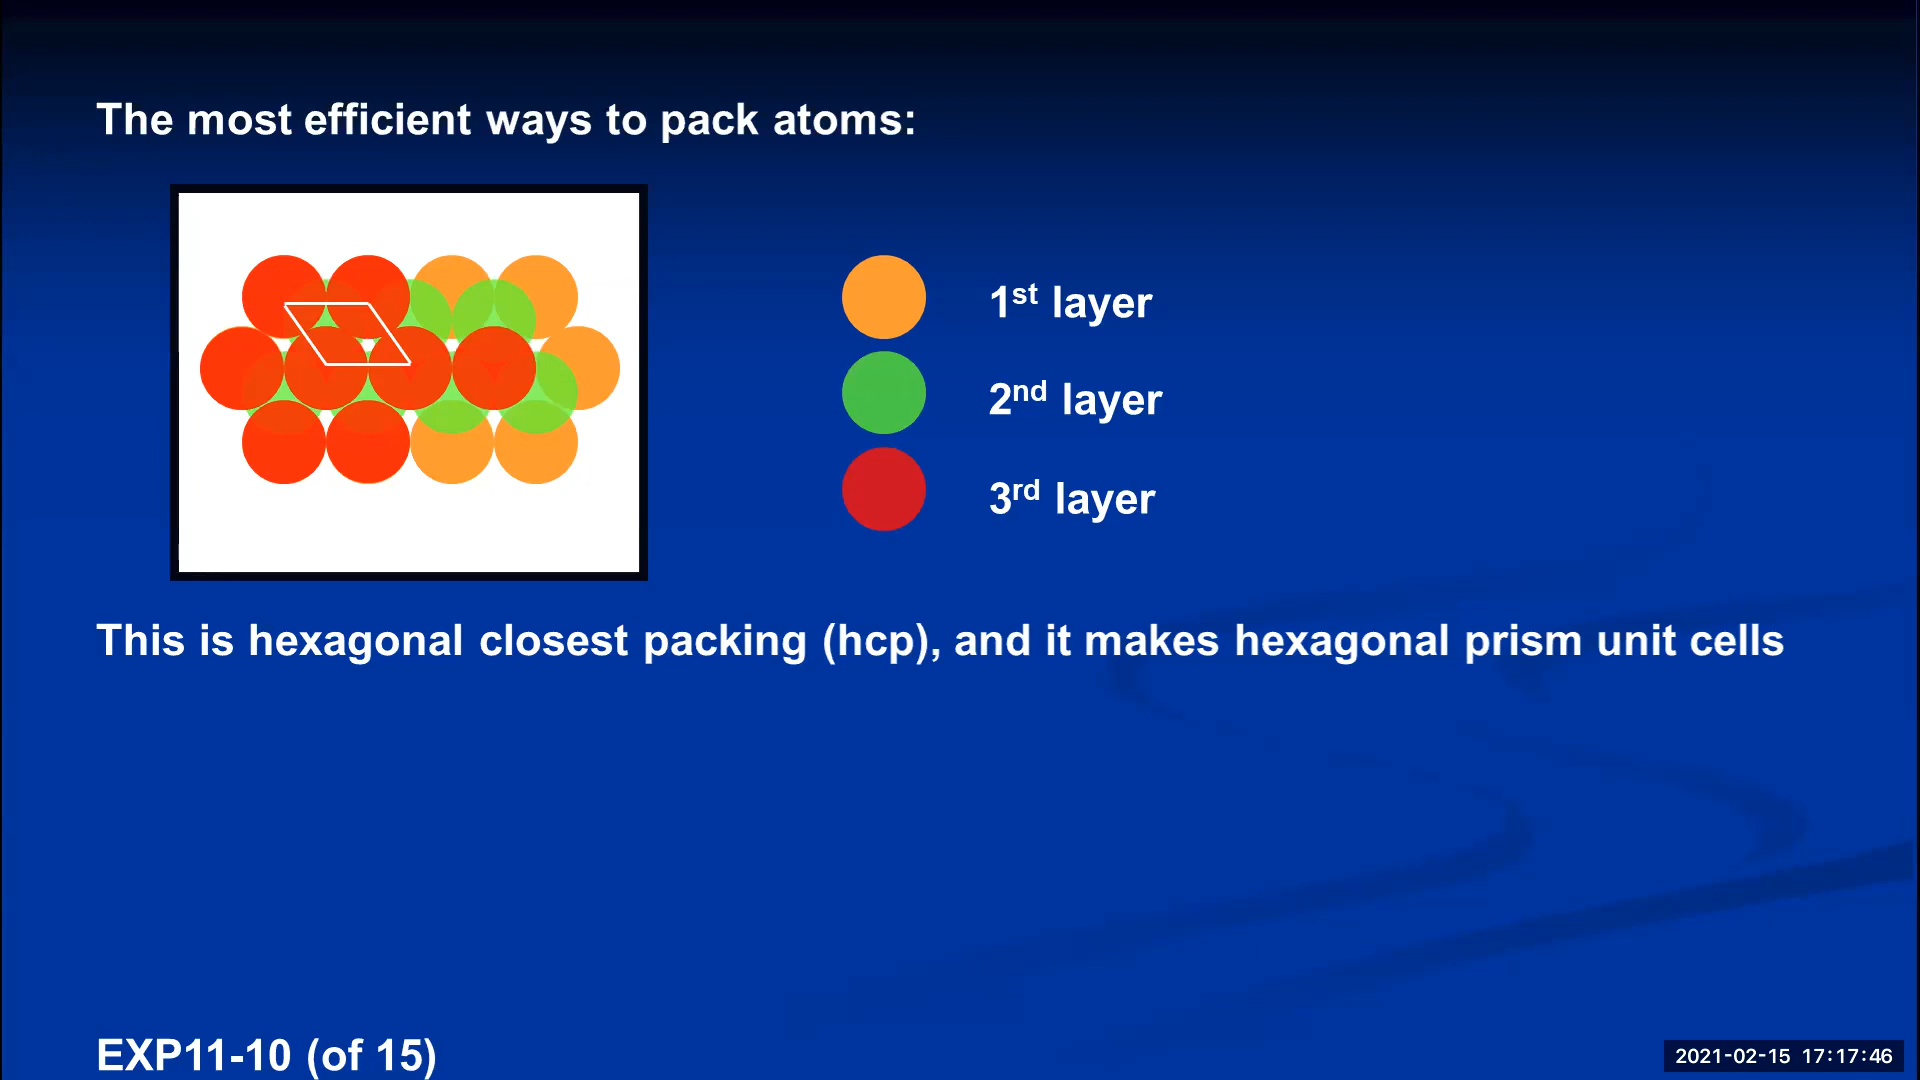 The most efficient ways to pack atoms:
1st layer
2nd layer
3rd layer
This is hexagonal closest packing (hcp), and it makes hexagonal prism unit cells
EXP11-10 (of 15)
2021-02-15 17:17:46